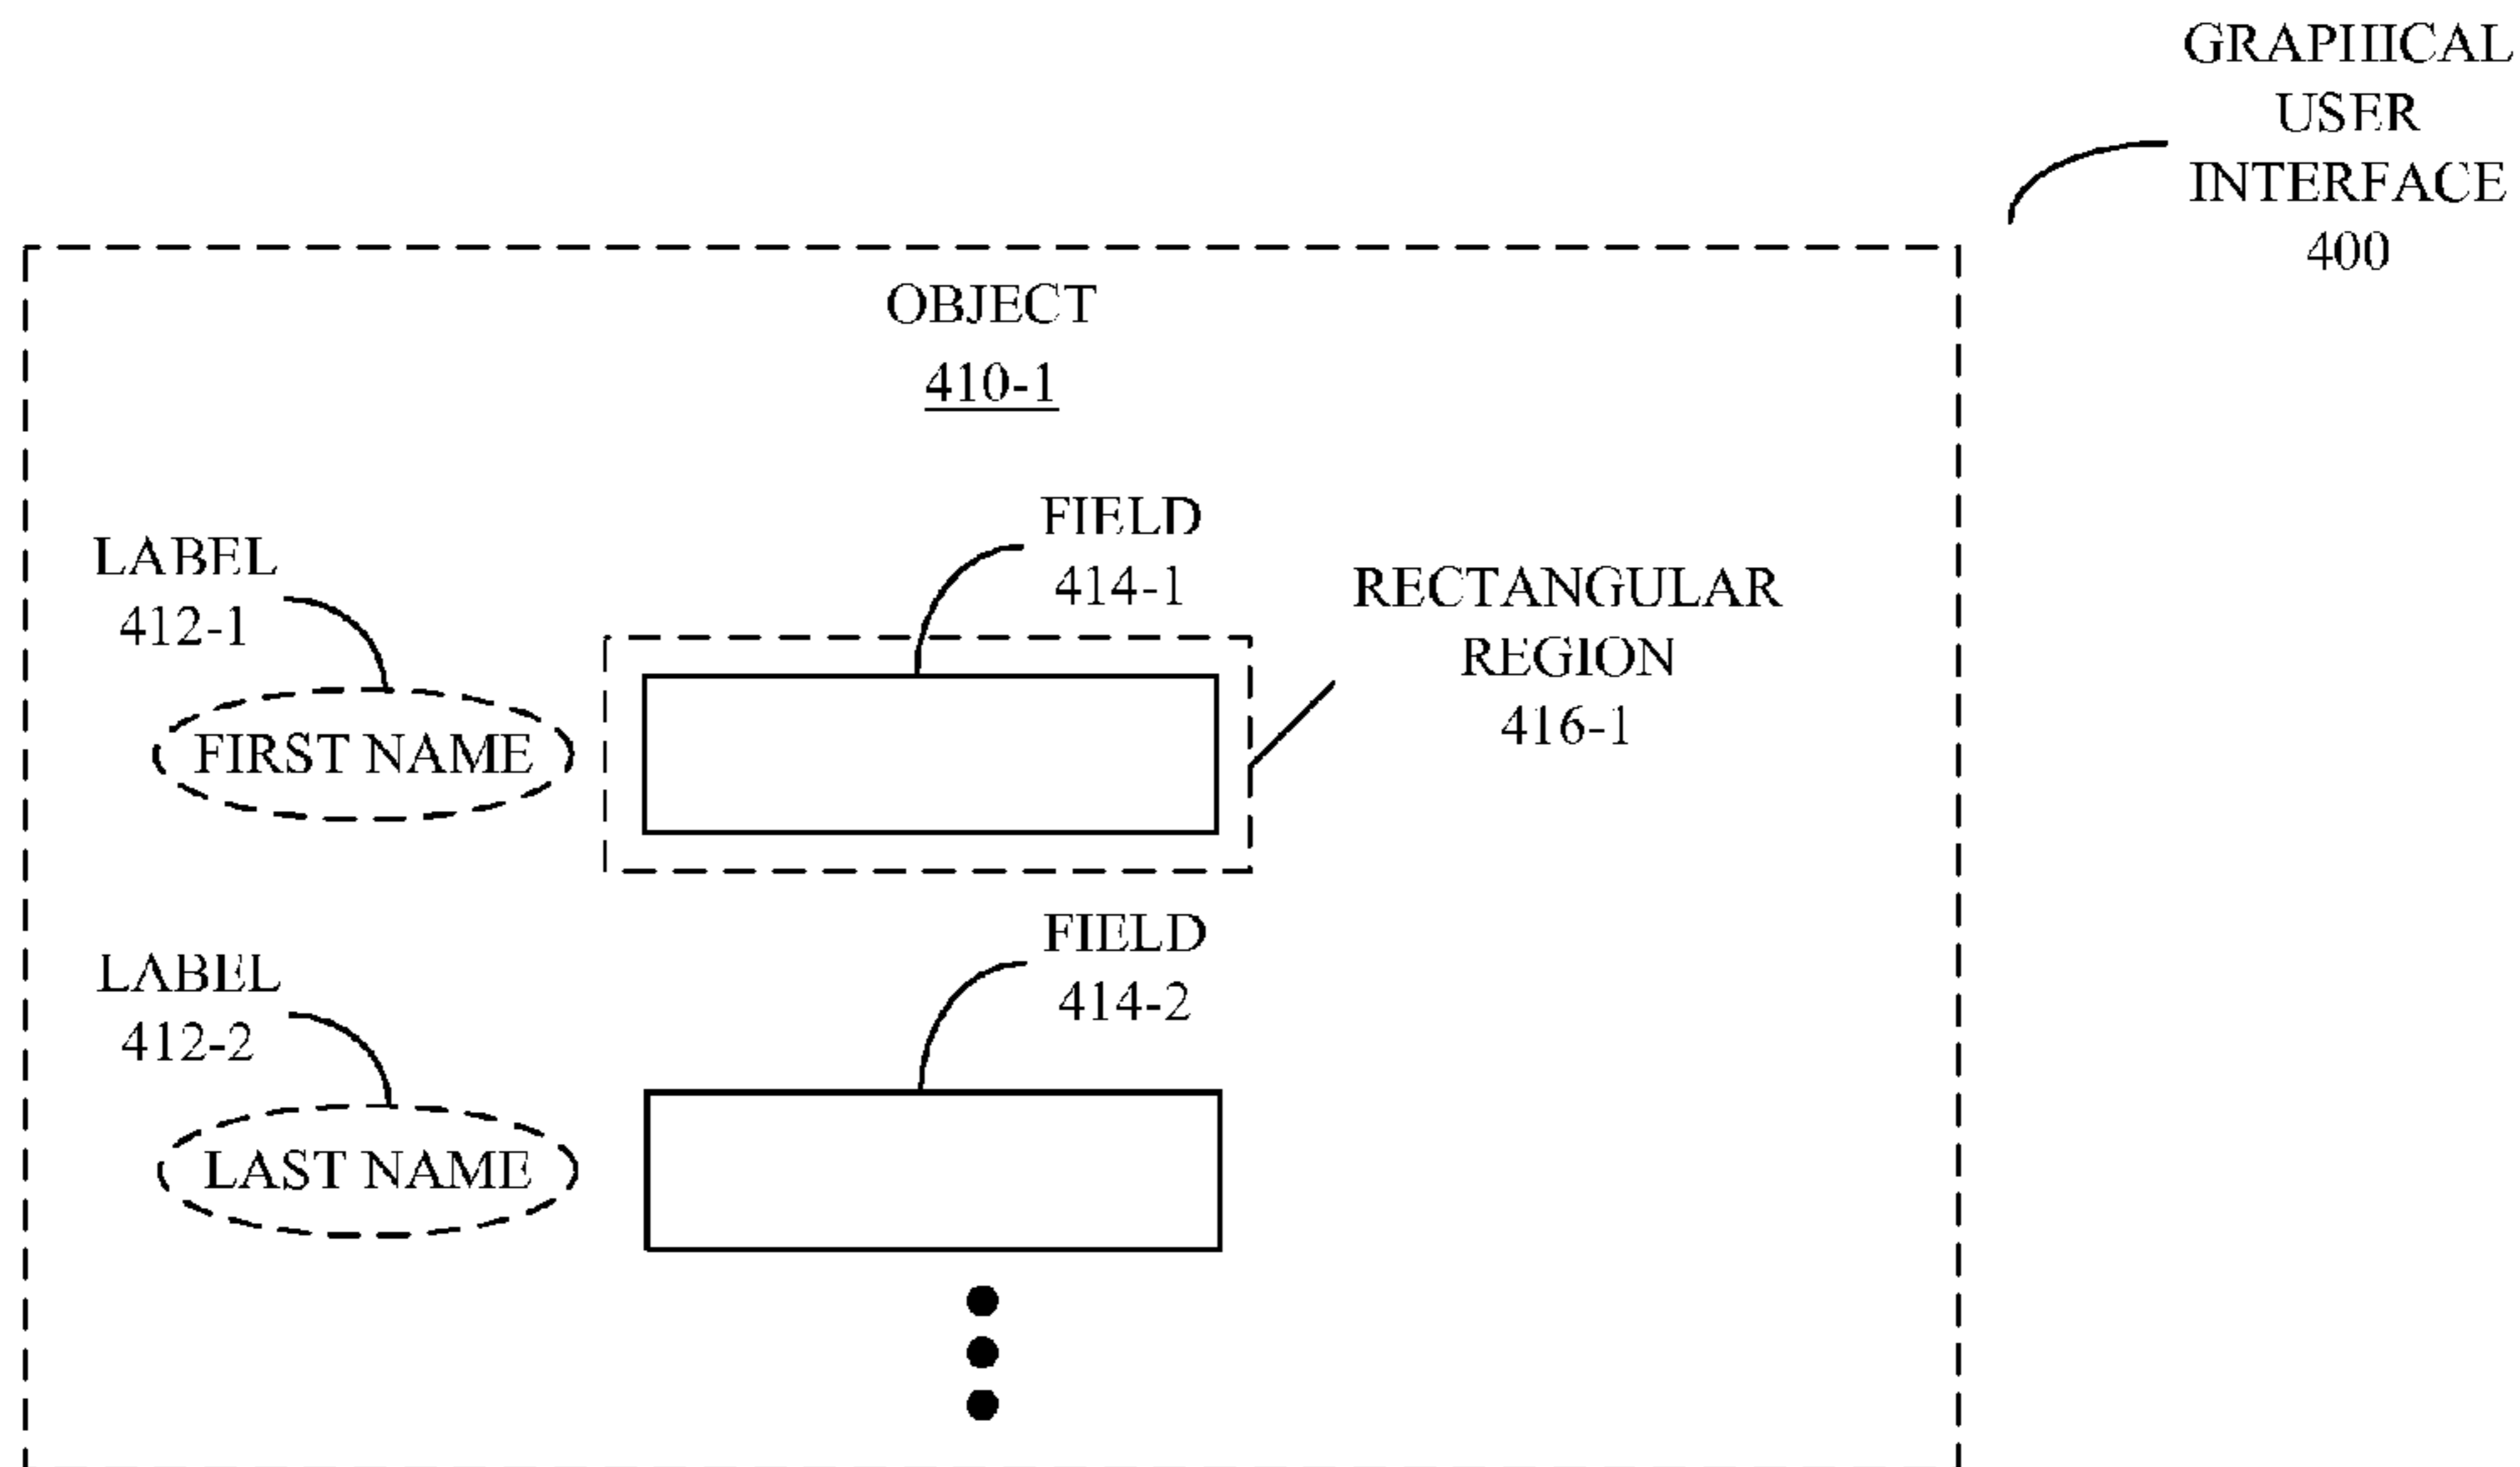 GRAPHICAL
USER
INTERFACE
400
OBJECT
410-1
FIELD
414-1
LABEL
412-1
RECTANGULAR
REGION
416-1
FIRST NAME
FIELD
414-2
LABEL
412-2
LAST NAME